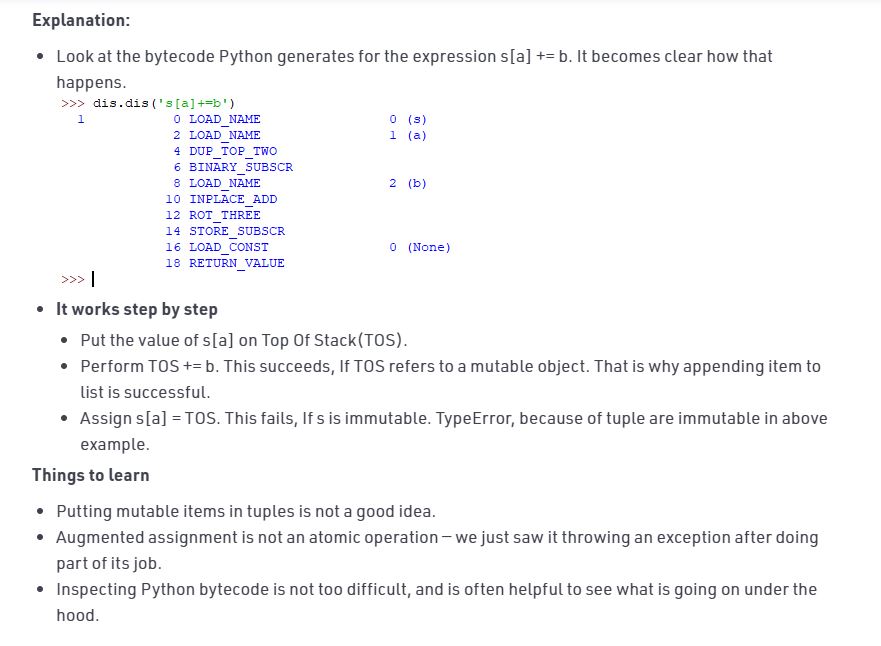 Explanation:
• Look at the bytecode Python generates for the expression s[a] += b. It becomes clear how that
happens.
>>> dis.dis('s[a]+=b')
1 0 LOAD_NAME 0 (s)
2 LOAD_NAME 1 (a)
4 DUP_TOP_TWO
6 BINARY_SUBSCR
8 LOAD_NAME 2 (b)
10 INPLACE_ADD
12 ROT_THREE
14 STORE_SUBSCR
16 LOAD_CONST 0 (None)
18 RETURN_VALUE
>>>
• It works step by step
• Put the value of s[a] on Top Of Stack(TOS).
• Perform TOS += b. This succeeds, If TOS refers to a mutable object. That is why appending item to
list is successful.
• Assign s[a] = TOS. This fails, If s is immutable. TypeError, because of tuple are immutable in above
example.
Things to learn
• Putting mutable items in tuples is not a good idea.
• Augmented assignment is not an atomic operation — we just saw it throwing an exception after doing
part of its job.
• Inspecting Python bytecode is not too difficult, and is often helpful to see what is going on under the
hood.